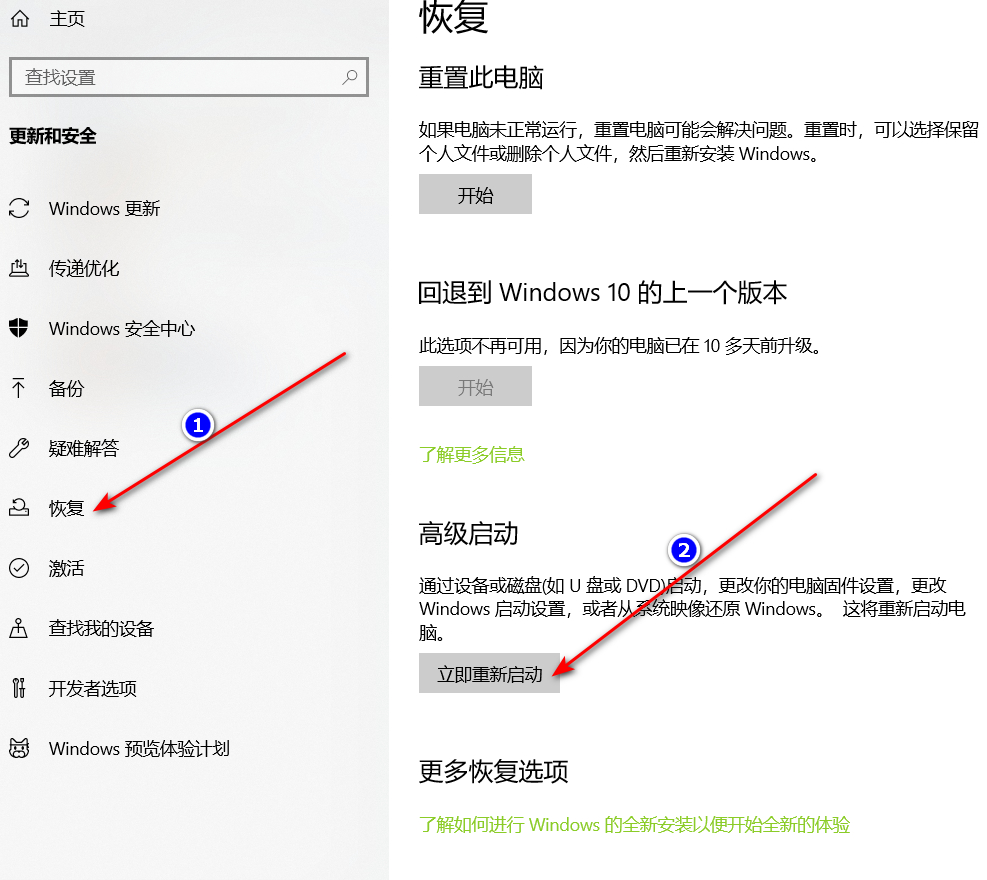 主页
查找设置
更新和安全
Windows 更新
传递优化
Windows 安全中心
备份
1
疑难解答
恢复
激活
查找我的设备
开发者选项
Windows 预览体验计划
恢复
重置此电脑
如果电脑未正常运行，重置电脑可能会解决问题。重置时，可以选择保留
个人文件或删除个人文件，然后重新安装 Windows。
开始
回退到 Windows 10 的上一个版本
此选项不再可用，因为你的电脑已在 10 多天前升级。
开始
了解更多信息
高级启动
2
通过设备或磁盘(如 U 盘或 DVD)启动，更改你的电脑固件设置，更改
Windows 启动设置，或者从系统映像还原 Windows。 这将重新启动电
脑。
立即重新启动
更多恢复选项
了解如何进行 Windows 的全新安装以便开始全新的体验